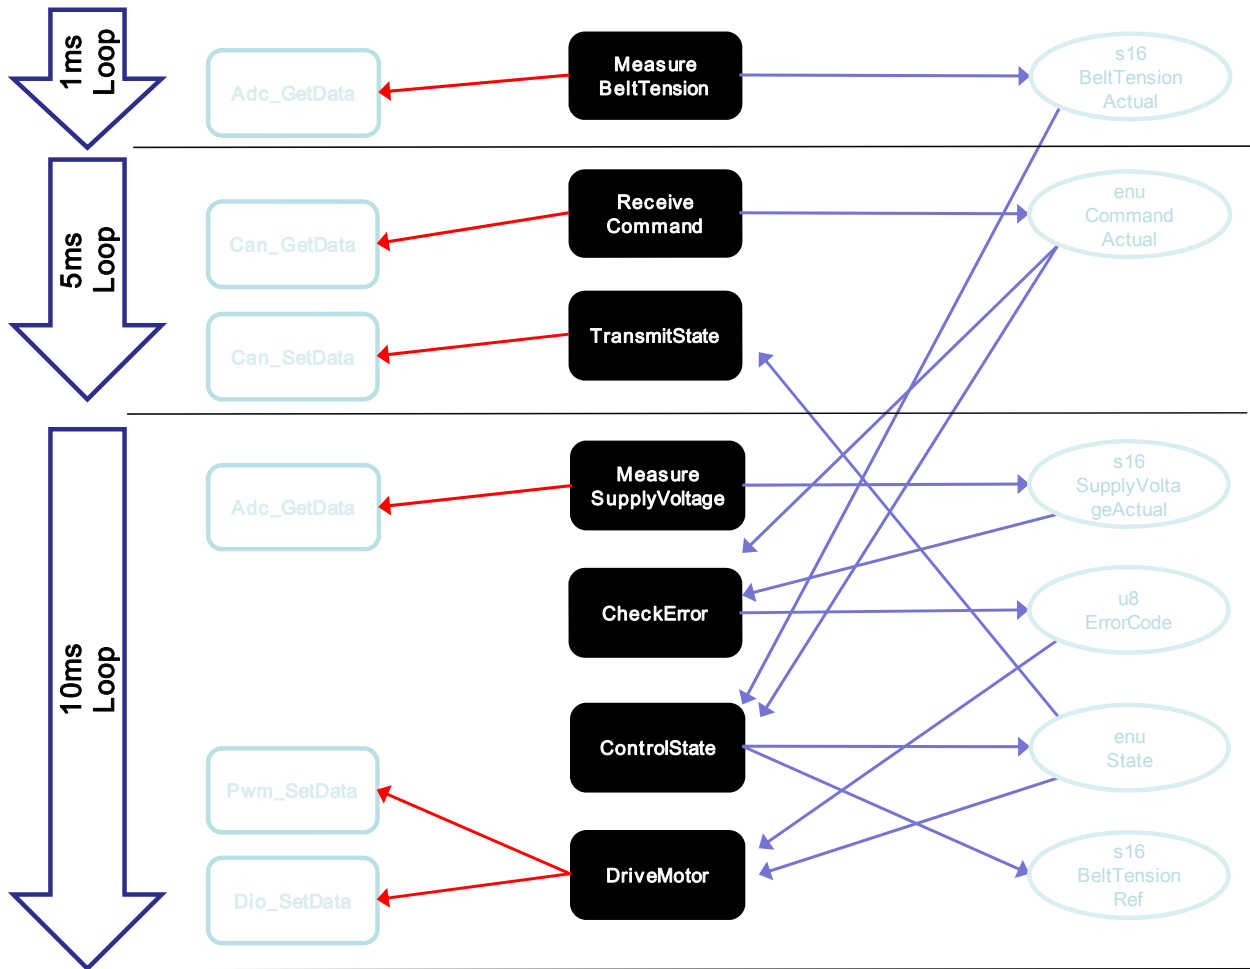 1ms
Loop
Adc_GetData
Measure
BeltTension
s16
BeltTension
Actual
5ms
Loop
Can_GetData
Receive
Command
enu
Command
Actual
Can_SetData
TransmitState
10ms
Loop
Adc_GetData
Measure
SupplyVoltage
s16
SupplyVolta
geActual
CheckError
u8
ErrorCode
Pwm_SetData
ControlState
enu
State
Dio_SetData
DriveMotor
s16
BeltTension
Ref